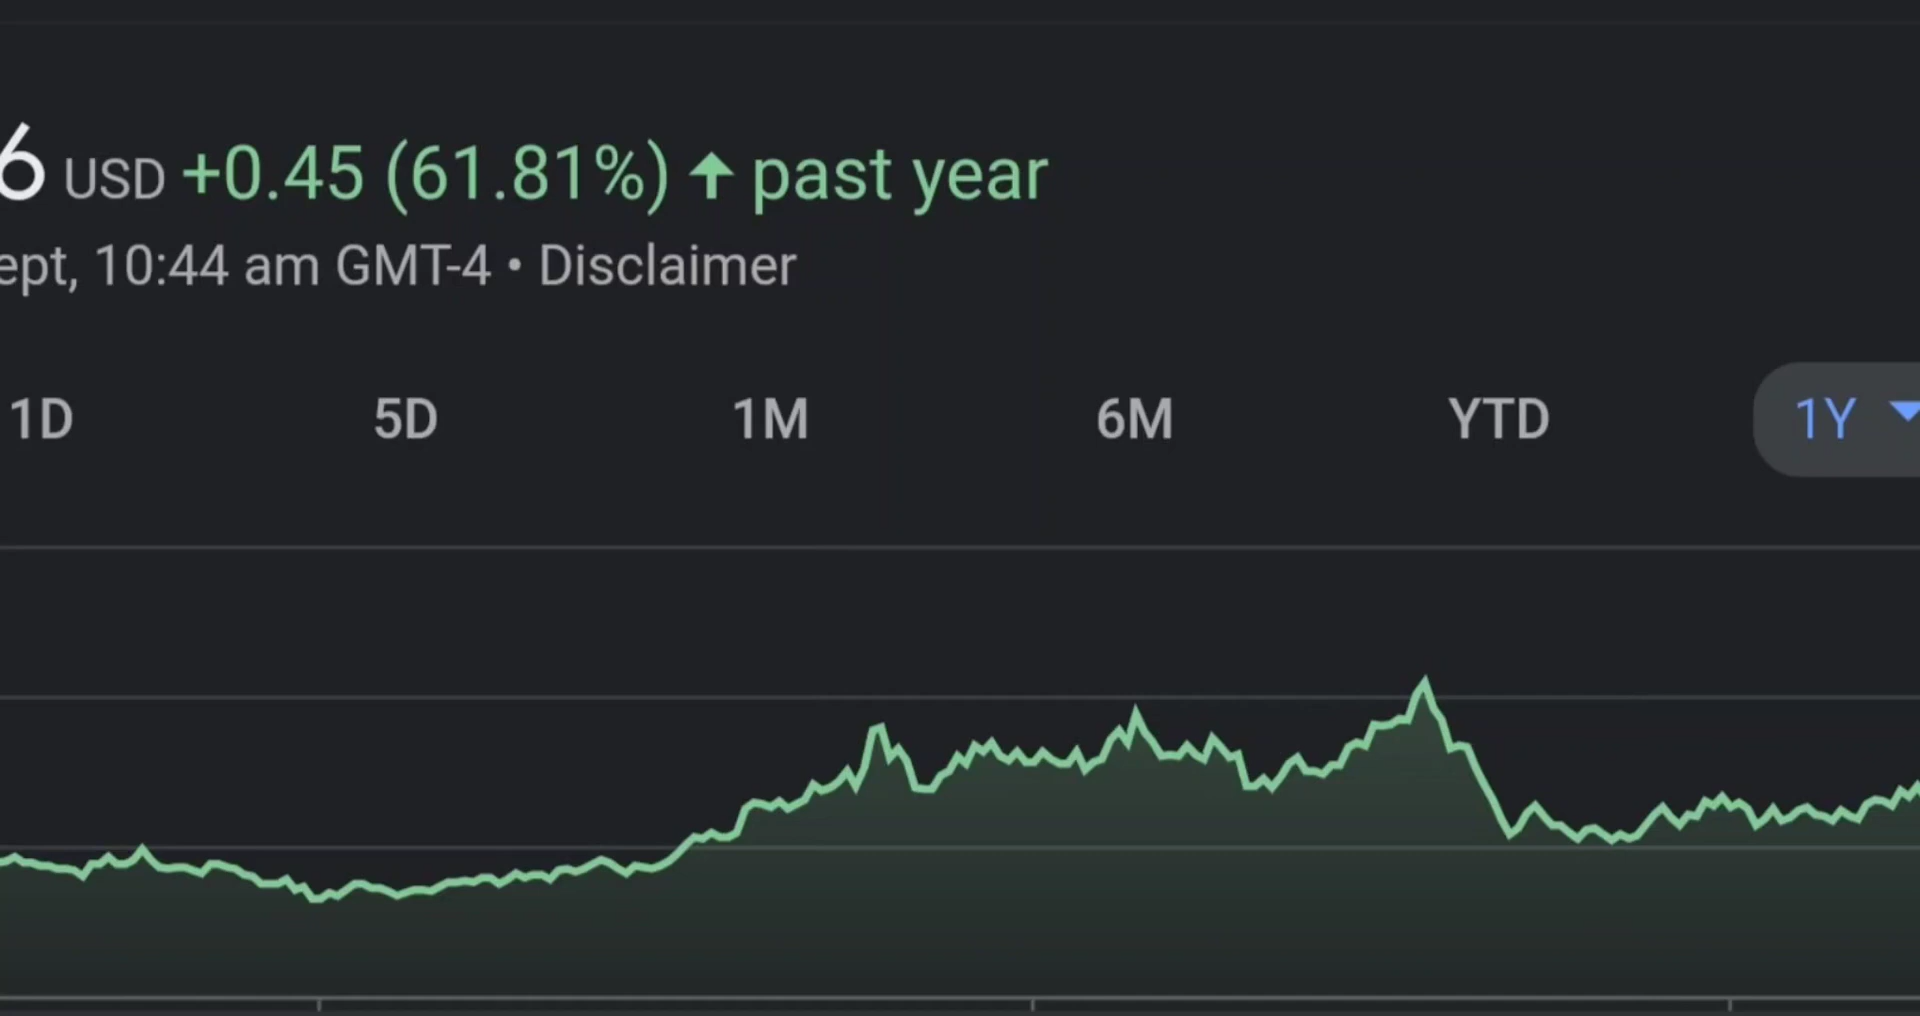 6 USD +0.45 (61.81%) ↑ past year
ept, 10:44 am GMT-4 • Disclaimer
1D 5D 1M 6M YTD 1Y